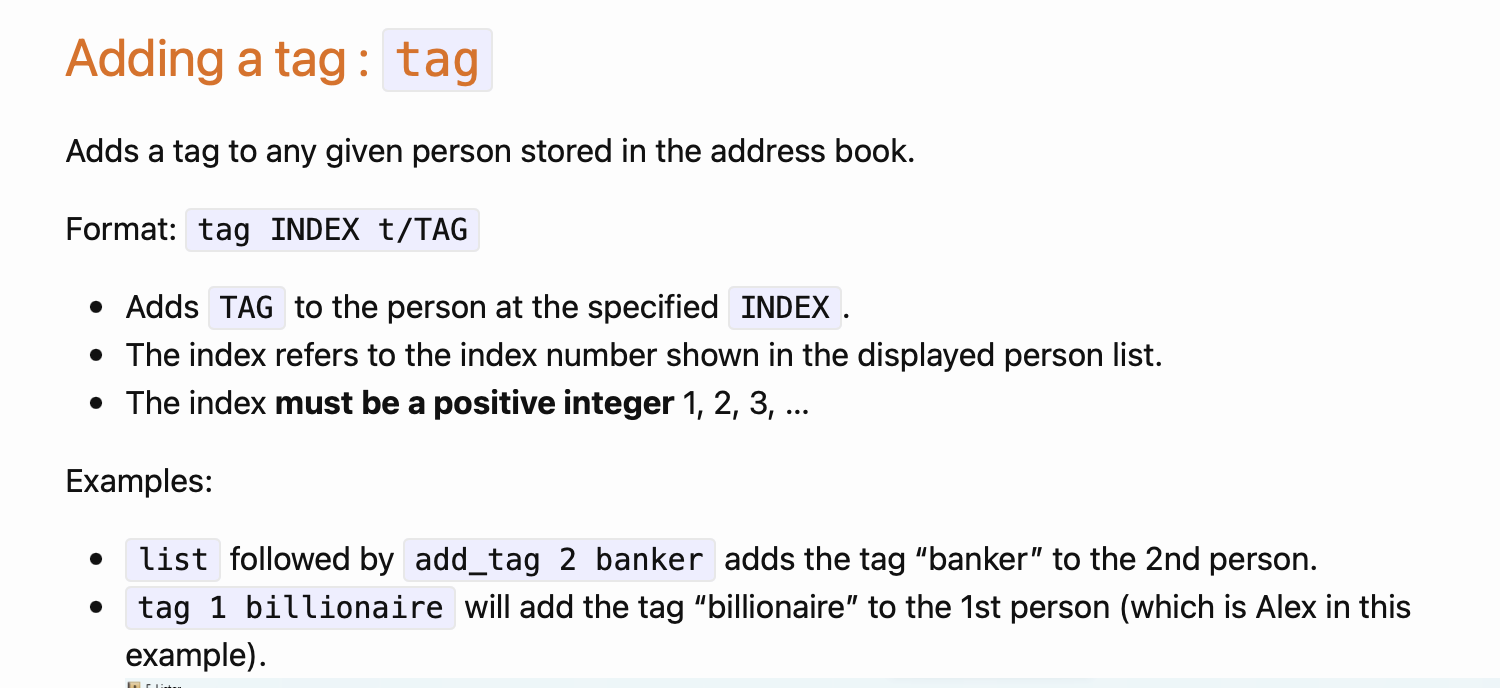 Adding a tag : tag
Adds a tag to any given person stored in the address book.
Format: tag INDEX t/TAG
• Adds TAG to the person at the specified INDEX.
• The index refers to the index number shown in the displayed person list.
• The index must be a positive integer 1, 2, 3, …
Examples:
• list followed by add_tag 2 banker adds the tag “banker” to the 2nd person.
• tag 1 billionaire will add the tag “billionaire” to the 1st person (which is Alex in this
example).